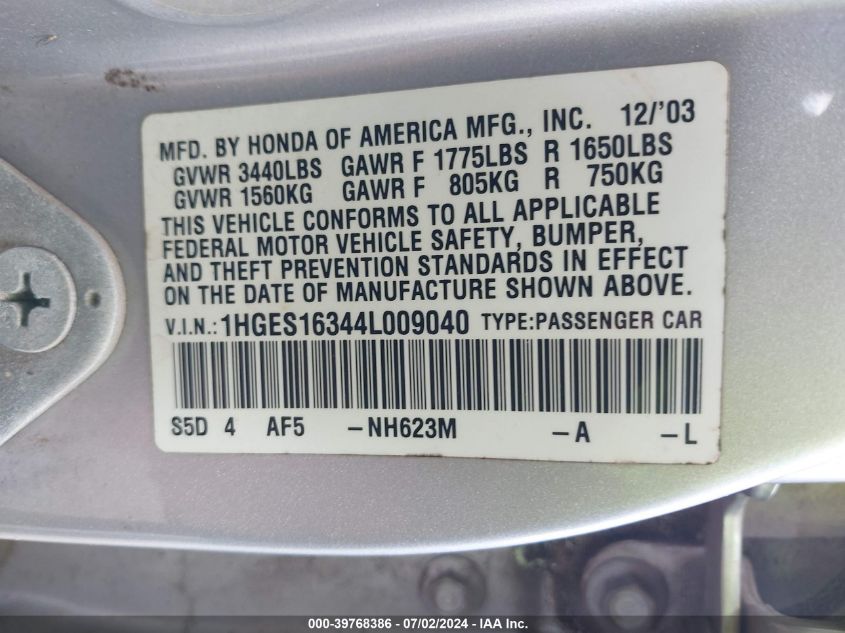 MFD. BY HONDA OF AMERICA MFG., INC. 12/'03
GVWR 3440LBS GAWR F 1775LBS R 1650LBS
GVWR 1560KG GAWR F 805KG R 750KG
THIS VEHICLE CONFORMS TO ALL APPLICABLE
FEDERAL MOTOR VEHICLE SAFETY, BUMPER,
AND THEFT PREVENTION STANDARDS IN EFFECT
ON THE DATE OF MANUFACTURE SHOWN ABOVE.
V.I.N.:1HGES16344L009040 TYPE:PASSENGER CAR
S5D 4 AF5 -NH623M -A -L
000-39768386 - 07/02/2024 - IAA Inc.